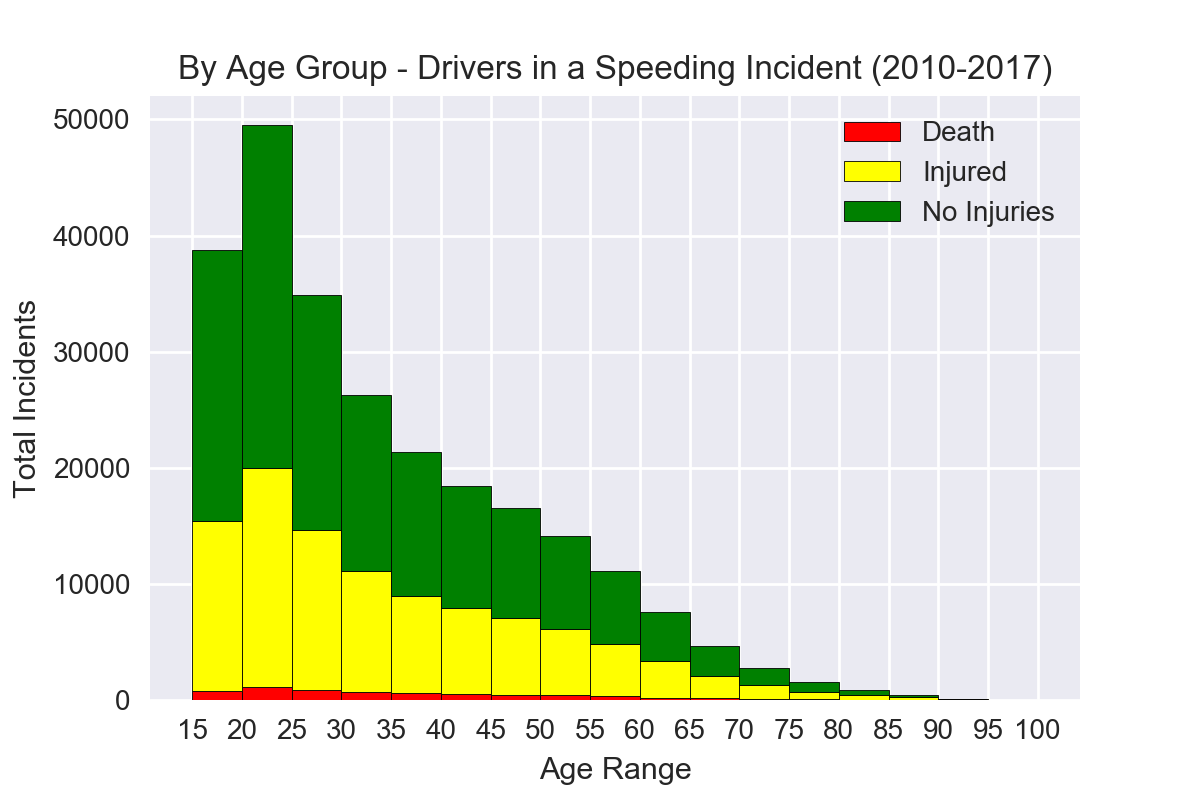 By Age Group - Drivers in a Speeding Incident (2010-2017)
Death
Injured
No Injuries
Total Incidents
50000
40000
30000
20000
10000
0
15 20 25 30 35 40 45 50 55 60 65 70 75 80 85 90 95 100
Age Range